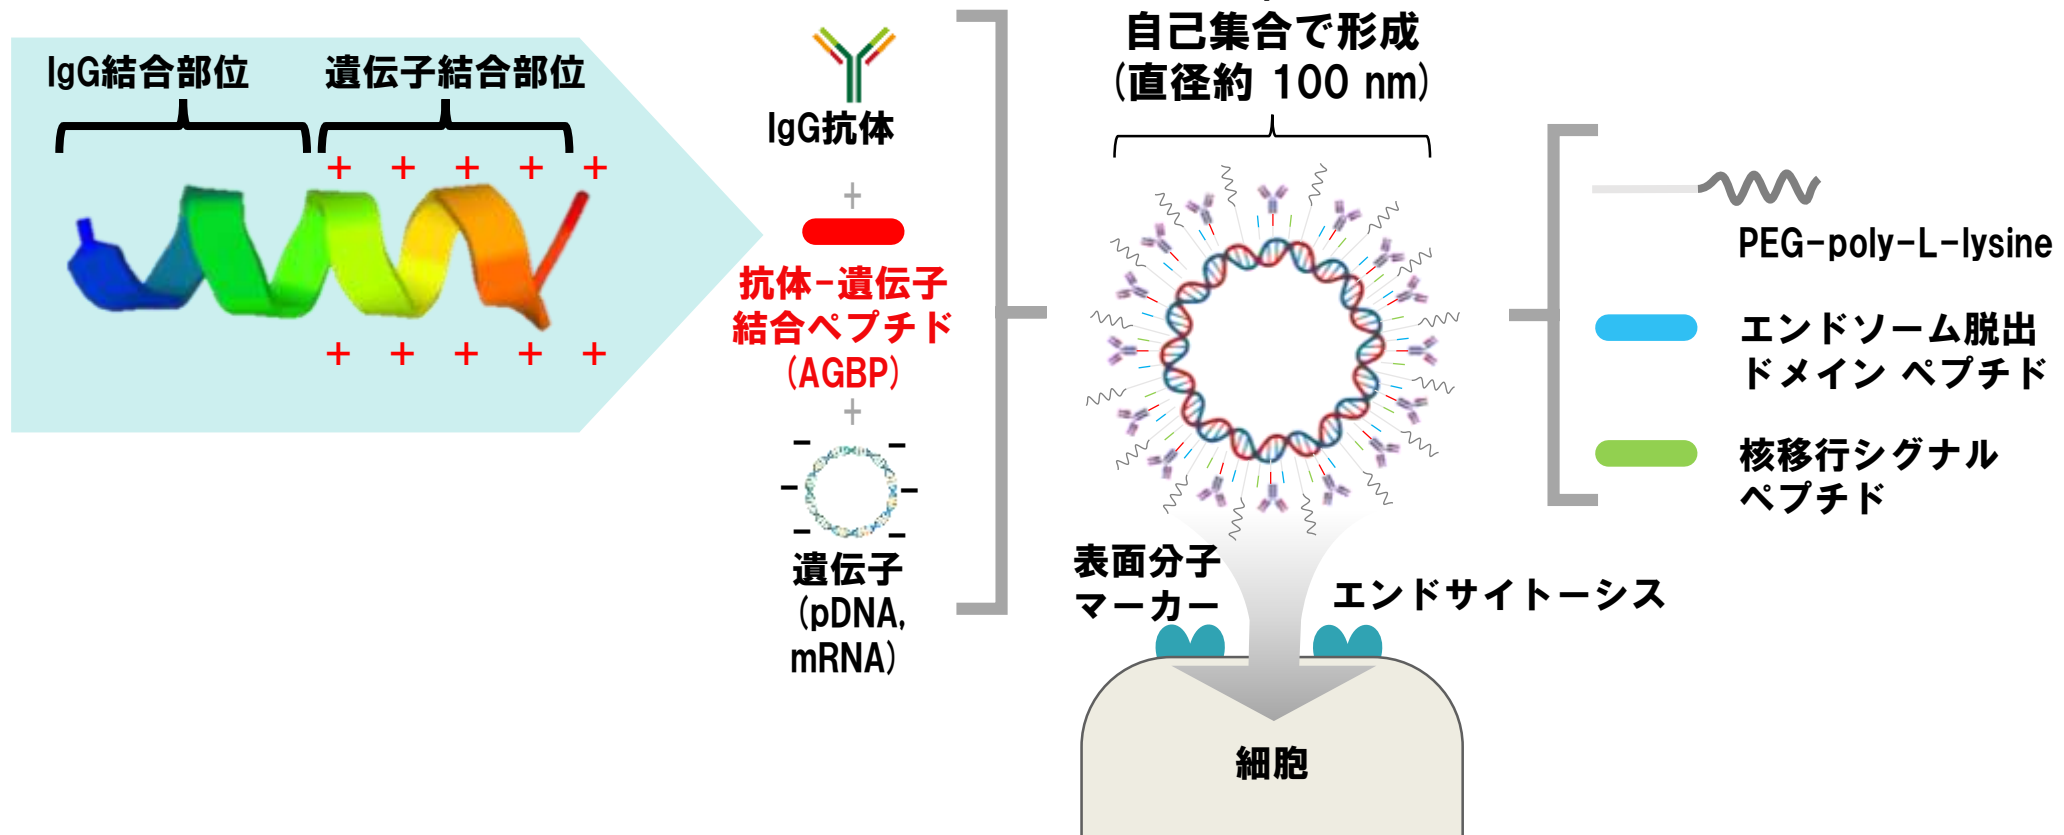 IgG結合部位
遺伝子結合部位
+ + + + +
+ + + + +
IgG抗体
+
抗体-遺伝子
結合ペプチド
(AGBP)
+
遺伝子
(pDNA,
mRNA)
自己集合で形成
(直径約 100 nm)
PEG-poly-L-lysine
エンドソーム脱出
ドメイン ペプチド
核移行シグナル
ペプチド
表面分子
マーカー
エンドサイトーシス
細胞